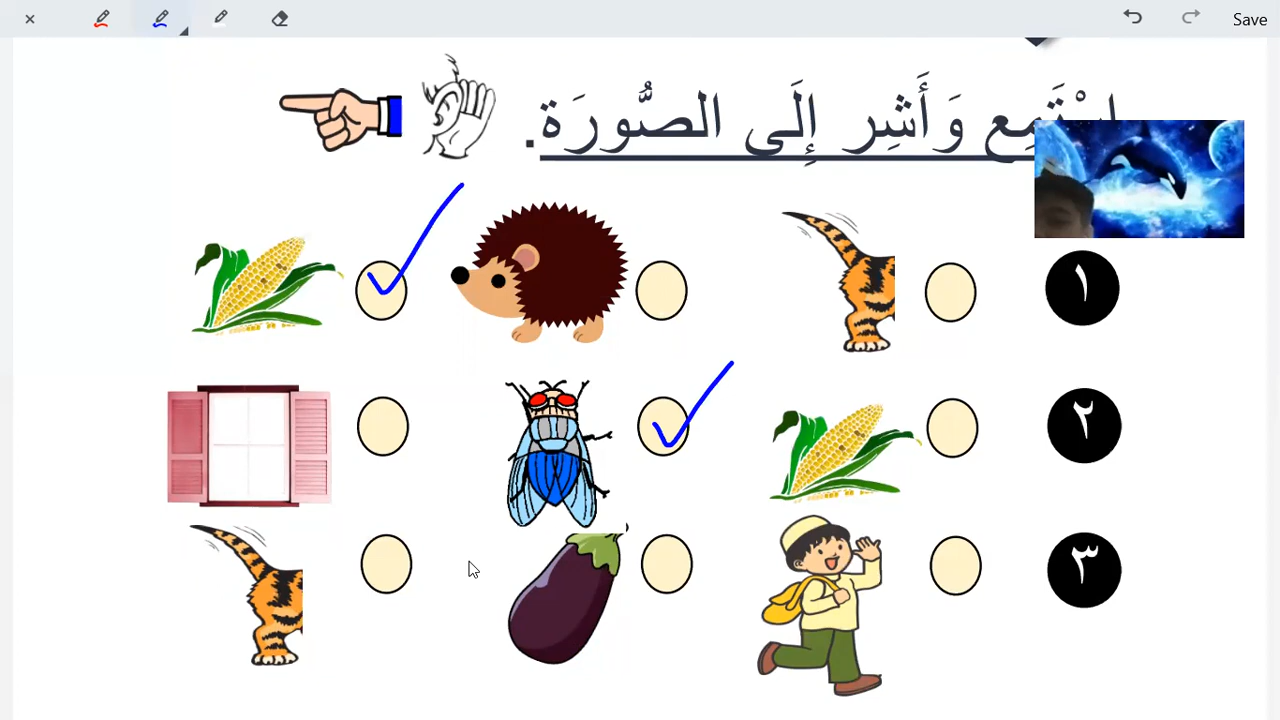 Save
اِسْتَمِع وَأَشِر إِلَى الصُّورَة.
١
٢
٣